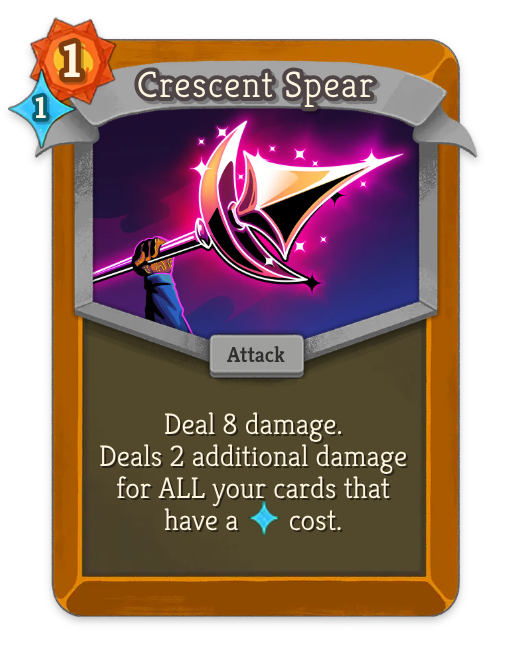 1
1
Crescent Spear
Attack
Deal 8 damage.
Deals 2 additional damage
for ALL your cards that
have a cost.